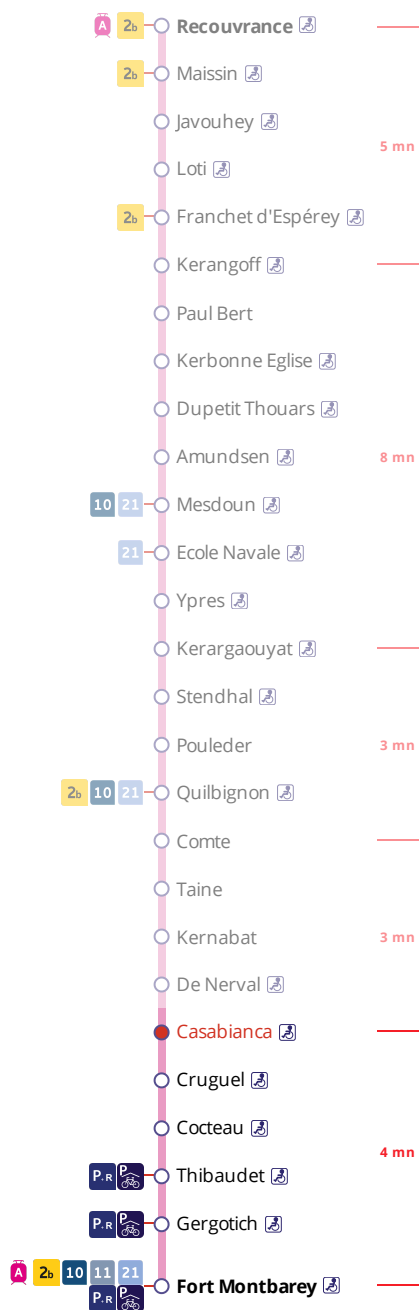 A 2b Recouvrance
2b Maissin
Javouhey
5 mn
Loti
2b Franchet d'Espérey
Kerangoff
Paul Bert
Kerbonne Eglise
Dupetit Thouars
Amundsen
8 mn
10 21 Mesdoun
21 Ecole Navale
Ypres
Kerargaouyat
Stendhal
Pouleder
3 mn
2b 10 21 Quilbignon
Comte
Taine
Kernabat
3 mn
De Nerval
Casabianca
Cruguel
Cocteau
4 mn
P.R P Thibaudet
P.R P Gergotich
A 2b 10 11 21
Fort Montbarey
P.R P